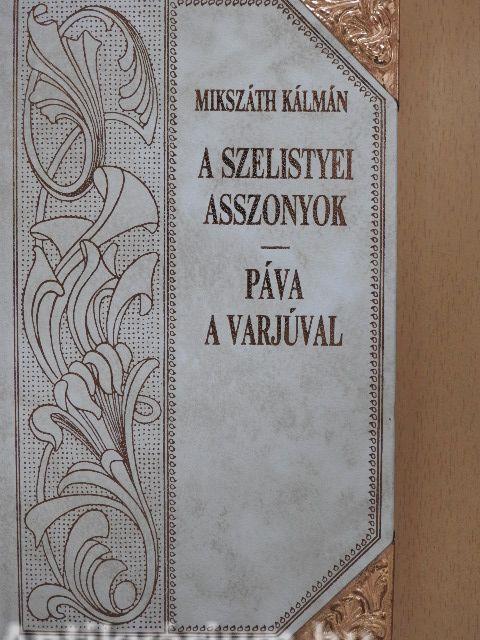 MIKSZÁTH KÁLMÁN
A SZELISTYEI
ASSZONYOK
PÁVA
A VARJÚVAL